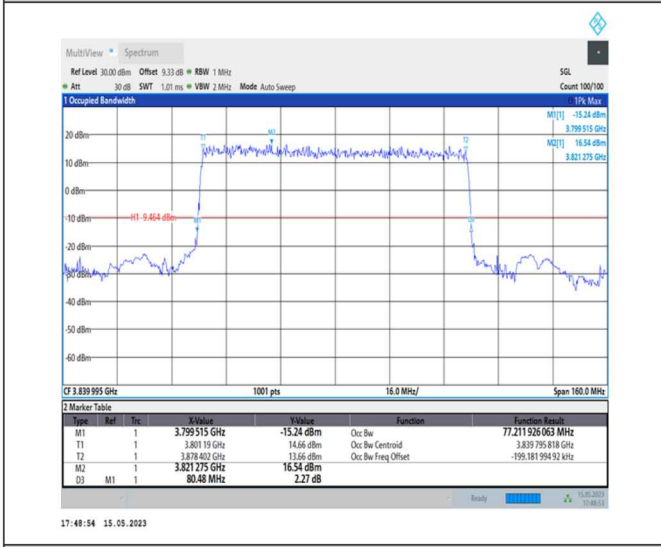 MultiView Spectrum
Ref Level 30.00 dBm Offset 9.33 dB RBW 1 MHz SGL
Att 30 dB SWT 1.01 ms VBW 2 MHz Mode Auto Sweep Count 100/100
1 Occupied Bandwidth 1Pk Max
M1[1] -15.24 dBm
3.799 515 GHz
M2[1] 16.54 dBm
3.821 275 GHz
20 dBm
10 dBm
0 dBm
-10 dBm H1 -9.464 dBm
-20 dBm
-30 dBm
-40 dBm
-50 dBm
-60 dBm
T1 M2 T2
M1
CF 3.839 995 GHz 1001 pts 16.0 MHz/ Span 160.0 MHz
2 Marker Table
Type Ref Trc X-Value Y-Value Function Function Result
M1 1 3.799 515 GHz -15.24 dBm Occ Bw 77.211 926 063 MHz
T1 1 3.801 19 GHz 14.66 dBm Occ Bw Centroid 3.839 795 818 GHz
T2 1 3.878 402 GHz 13.66 dBm Occ Bw Freq Offset -199.181 994 92 kHz
M2 1 3.821 275 GHz 16.54 dBm
D3 M1 1 80.48 MHz 2.27 dB
Ready 15.05.2023
17:48:53
17:48:54 15.05.2023